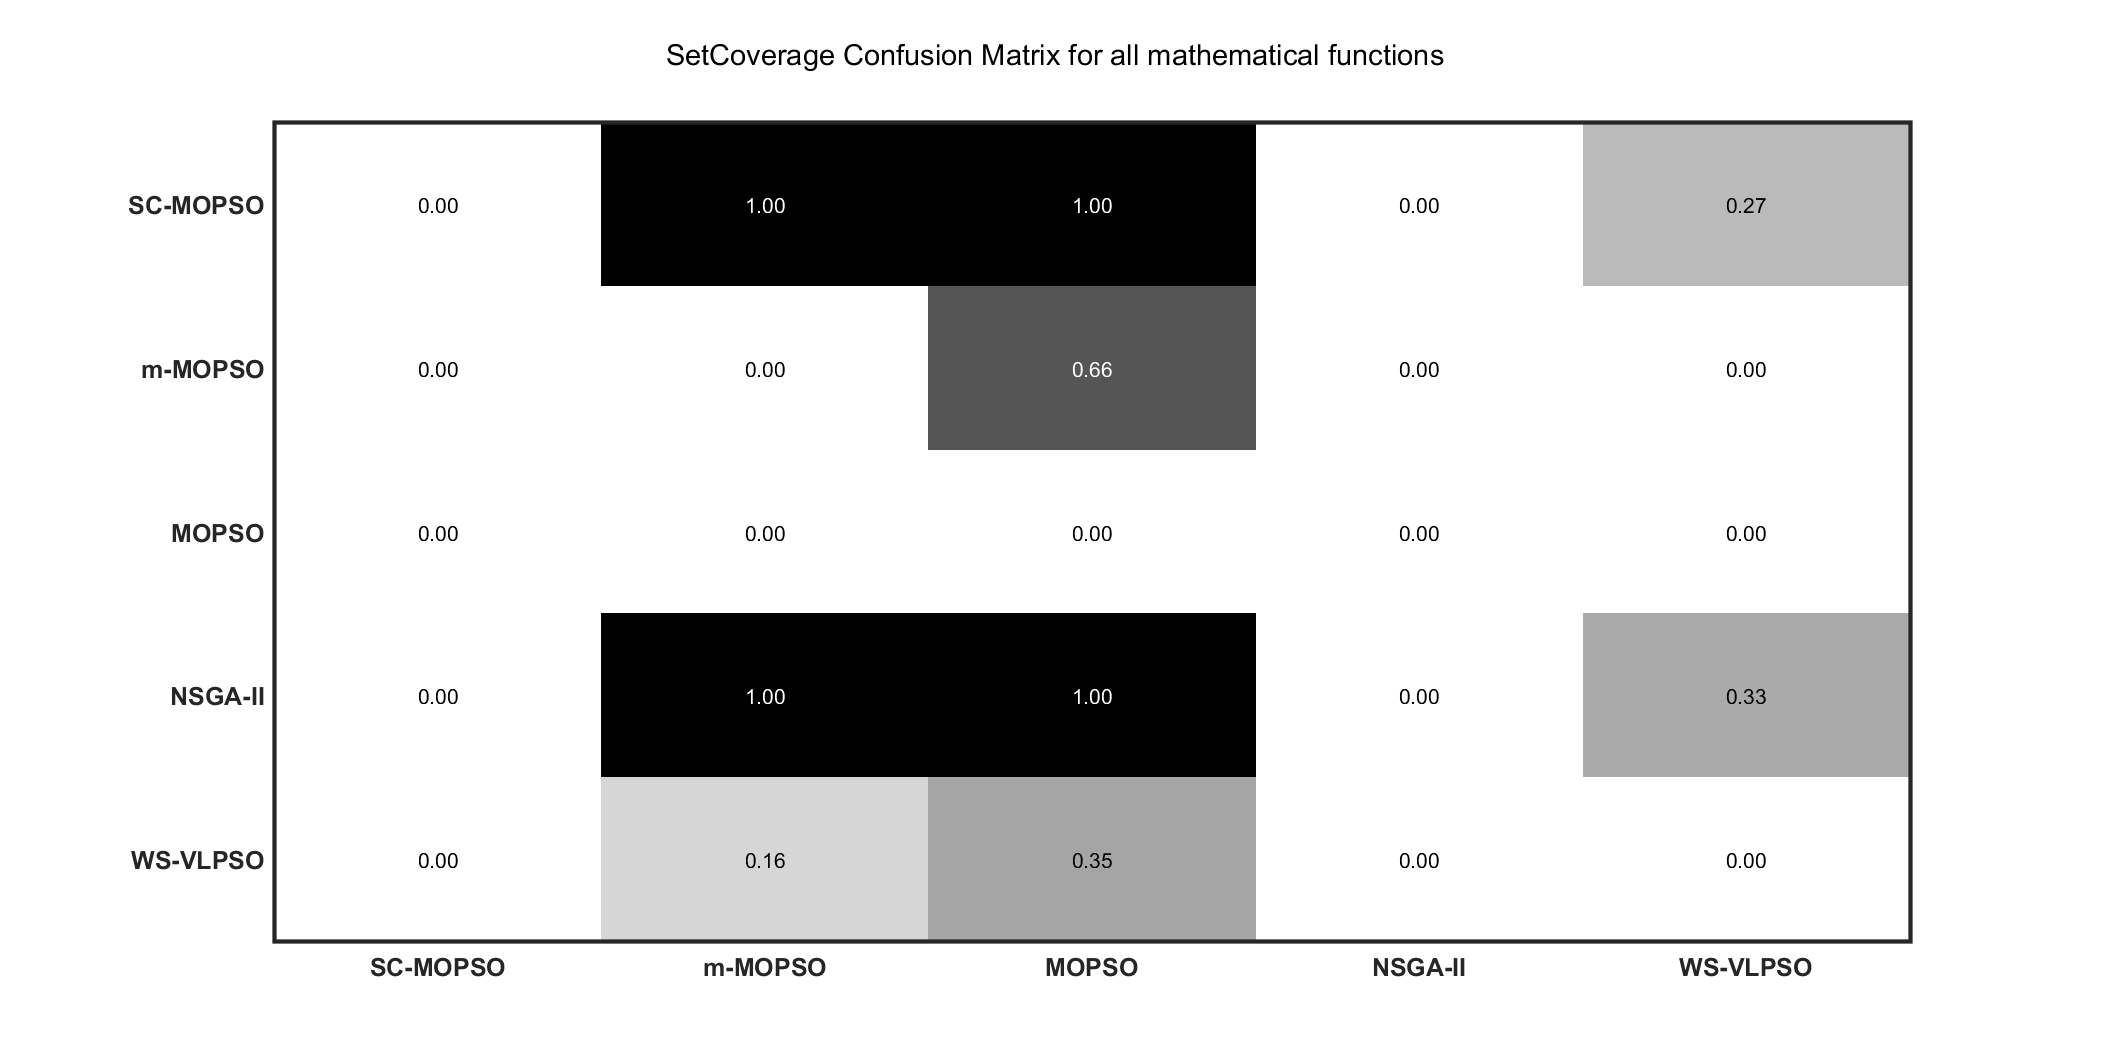 SetCoverage Confusion Matrix for all mathematical functions
SC-MOPSO 0.00 1.00 1.00 0.00 0.27
m-MOPSO 0.00 0.00 0.66 0.00 0.00
MOPSO 0.00 0.00 0.00 0.00 0.00
NSGA-II 0.00 1.00 1.00 0.00 0.33
WS-VLPSO 0.00 0.16 0.35 0.00 0.00
SC-MOPSO m-MOPSO MOPSO NSGA-II WS-VLPSO